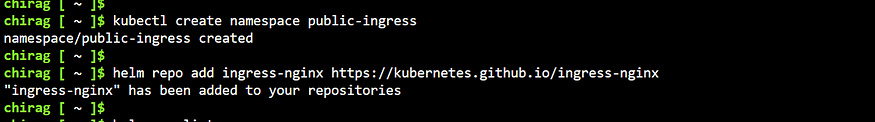 chirag [ ~ ]$
chirag [ ~ ]$ kubectl create namespace public-ingress
namespace/public-ingress created
chirag [ ~ ]$
chirag [ ~ ]$ helm repo add ingress-nginx https://kubernetes.github.io/ingress-nginx
"ingress-nginx" has been added to your repositories
chirag [ ~ ]$